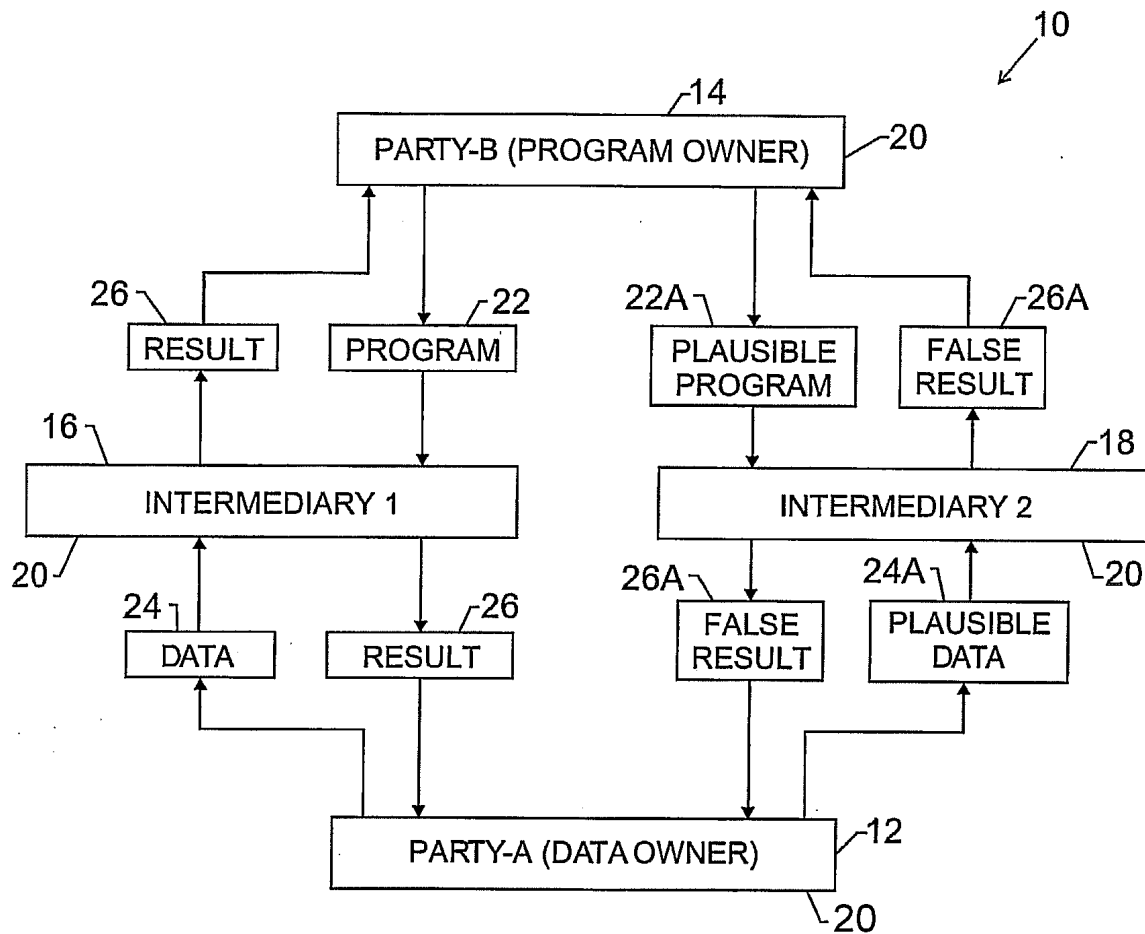 10
14
PARTY-B (PROGRAM OWNER)
20
26
22
22A
26A
RESULT
PROGRAM
PLAUSIBLE
PROGRAM
FALSE
RESULT
16
18
INTERMEDIARY 1
INTERMEDIARY 2
20
20
24
26
26A
24A
DATA
RESULT
FALSE
RESULT
PLAUSIBLE
DATA
12
PARTY-A (DATA OWNER)
20